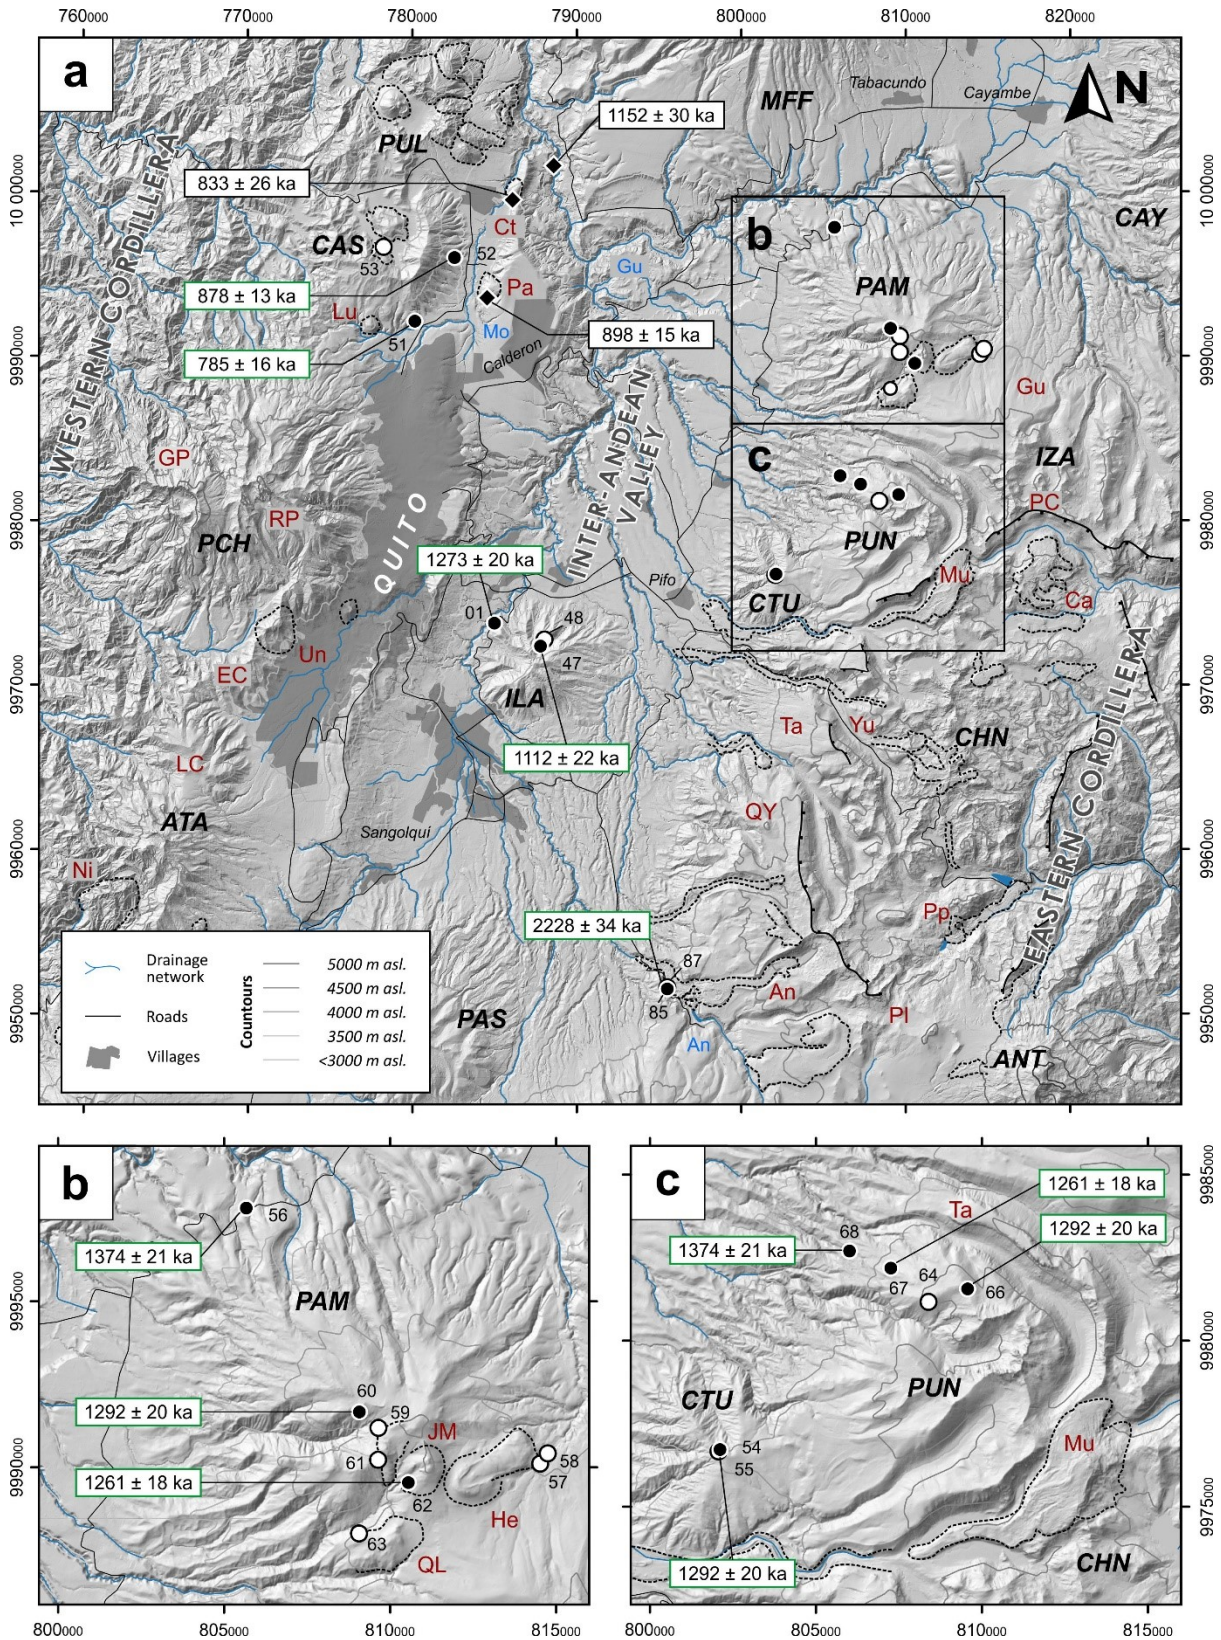 760000
770000
780000
790000
800000
810000
820000
a
N
Tabacundo
Cayambe
MFF
1152 ± 30 ka
PUL
10 000000
833 ± 26 ka
10 000000
CAY
Ct
CAS
53
52
b
Gu
PAM
878 ± 13 ka
Pa
Lu
Mo
898 ± 15 ka
51
785 ± 16 ka
Calderon
9990000
9990000
WESTERN CORDILLERA
Gu
INTER-ANDEAN
VALLEY
c
GP
IZA
PC
RP
9980000
QUITO
9980000
PCH
PUN
1273 ± 20 ka
Pifo
Mu
CTU
Ca
01
48
47
Un
EC
ILA
9970000
9970000
Ta
Yu
CHN
1112 ± 22 ka
LC
EASTERN CORDILLERA
ATA
QY
Sangolqui
9960000
9960000
Ni
Pp
2228 ± 34 ka
87
85
An
Pl
PAS
An
ANT
9950000
9950000
Drainage
network
Roads
Villages
Countours
5000 m asl.
4500 m asl.
4000 m asl.
3500 m asl.
<3000 m asl.
b
56
1374 ± 21 ka
PAM
9995000
60
1292 ± 20 ka
59
JM
61
58
57
9990000
1261 ± 18 ka
62
He
63
QL
800000
805000
810000
815000
c
1261 ± 18 ka
9985000
Ta
68
1292 ± 20 ka
1374 ± 21 ka
64
67
66
9980000
PUN
CTU
54
55
Mu
9975000
CHN
1292 ± 20 ka
800000
805000
810000
815000